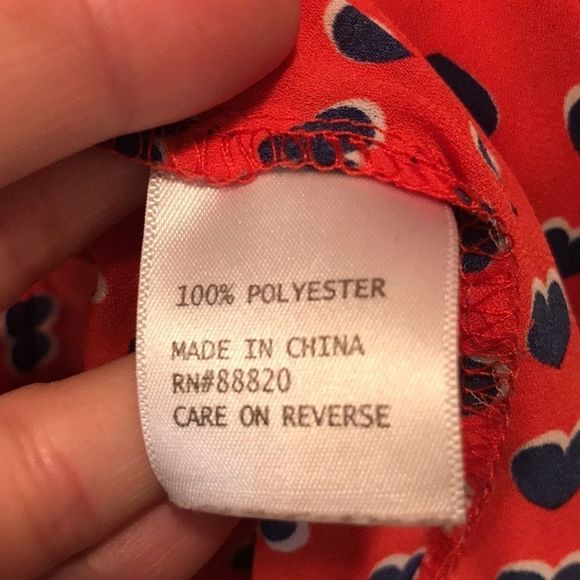 100% POLYESTER
MADE IN CHINA
RN#88820
CARE ON REVERSE